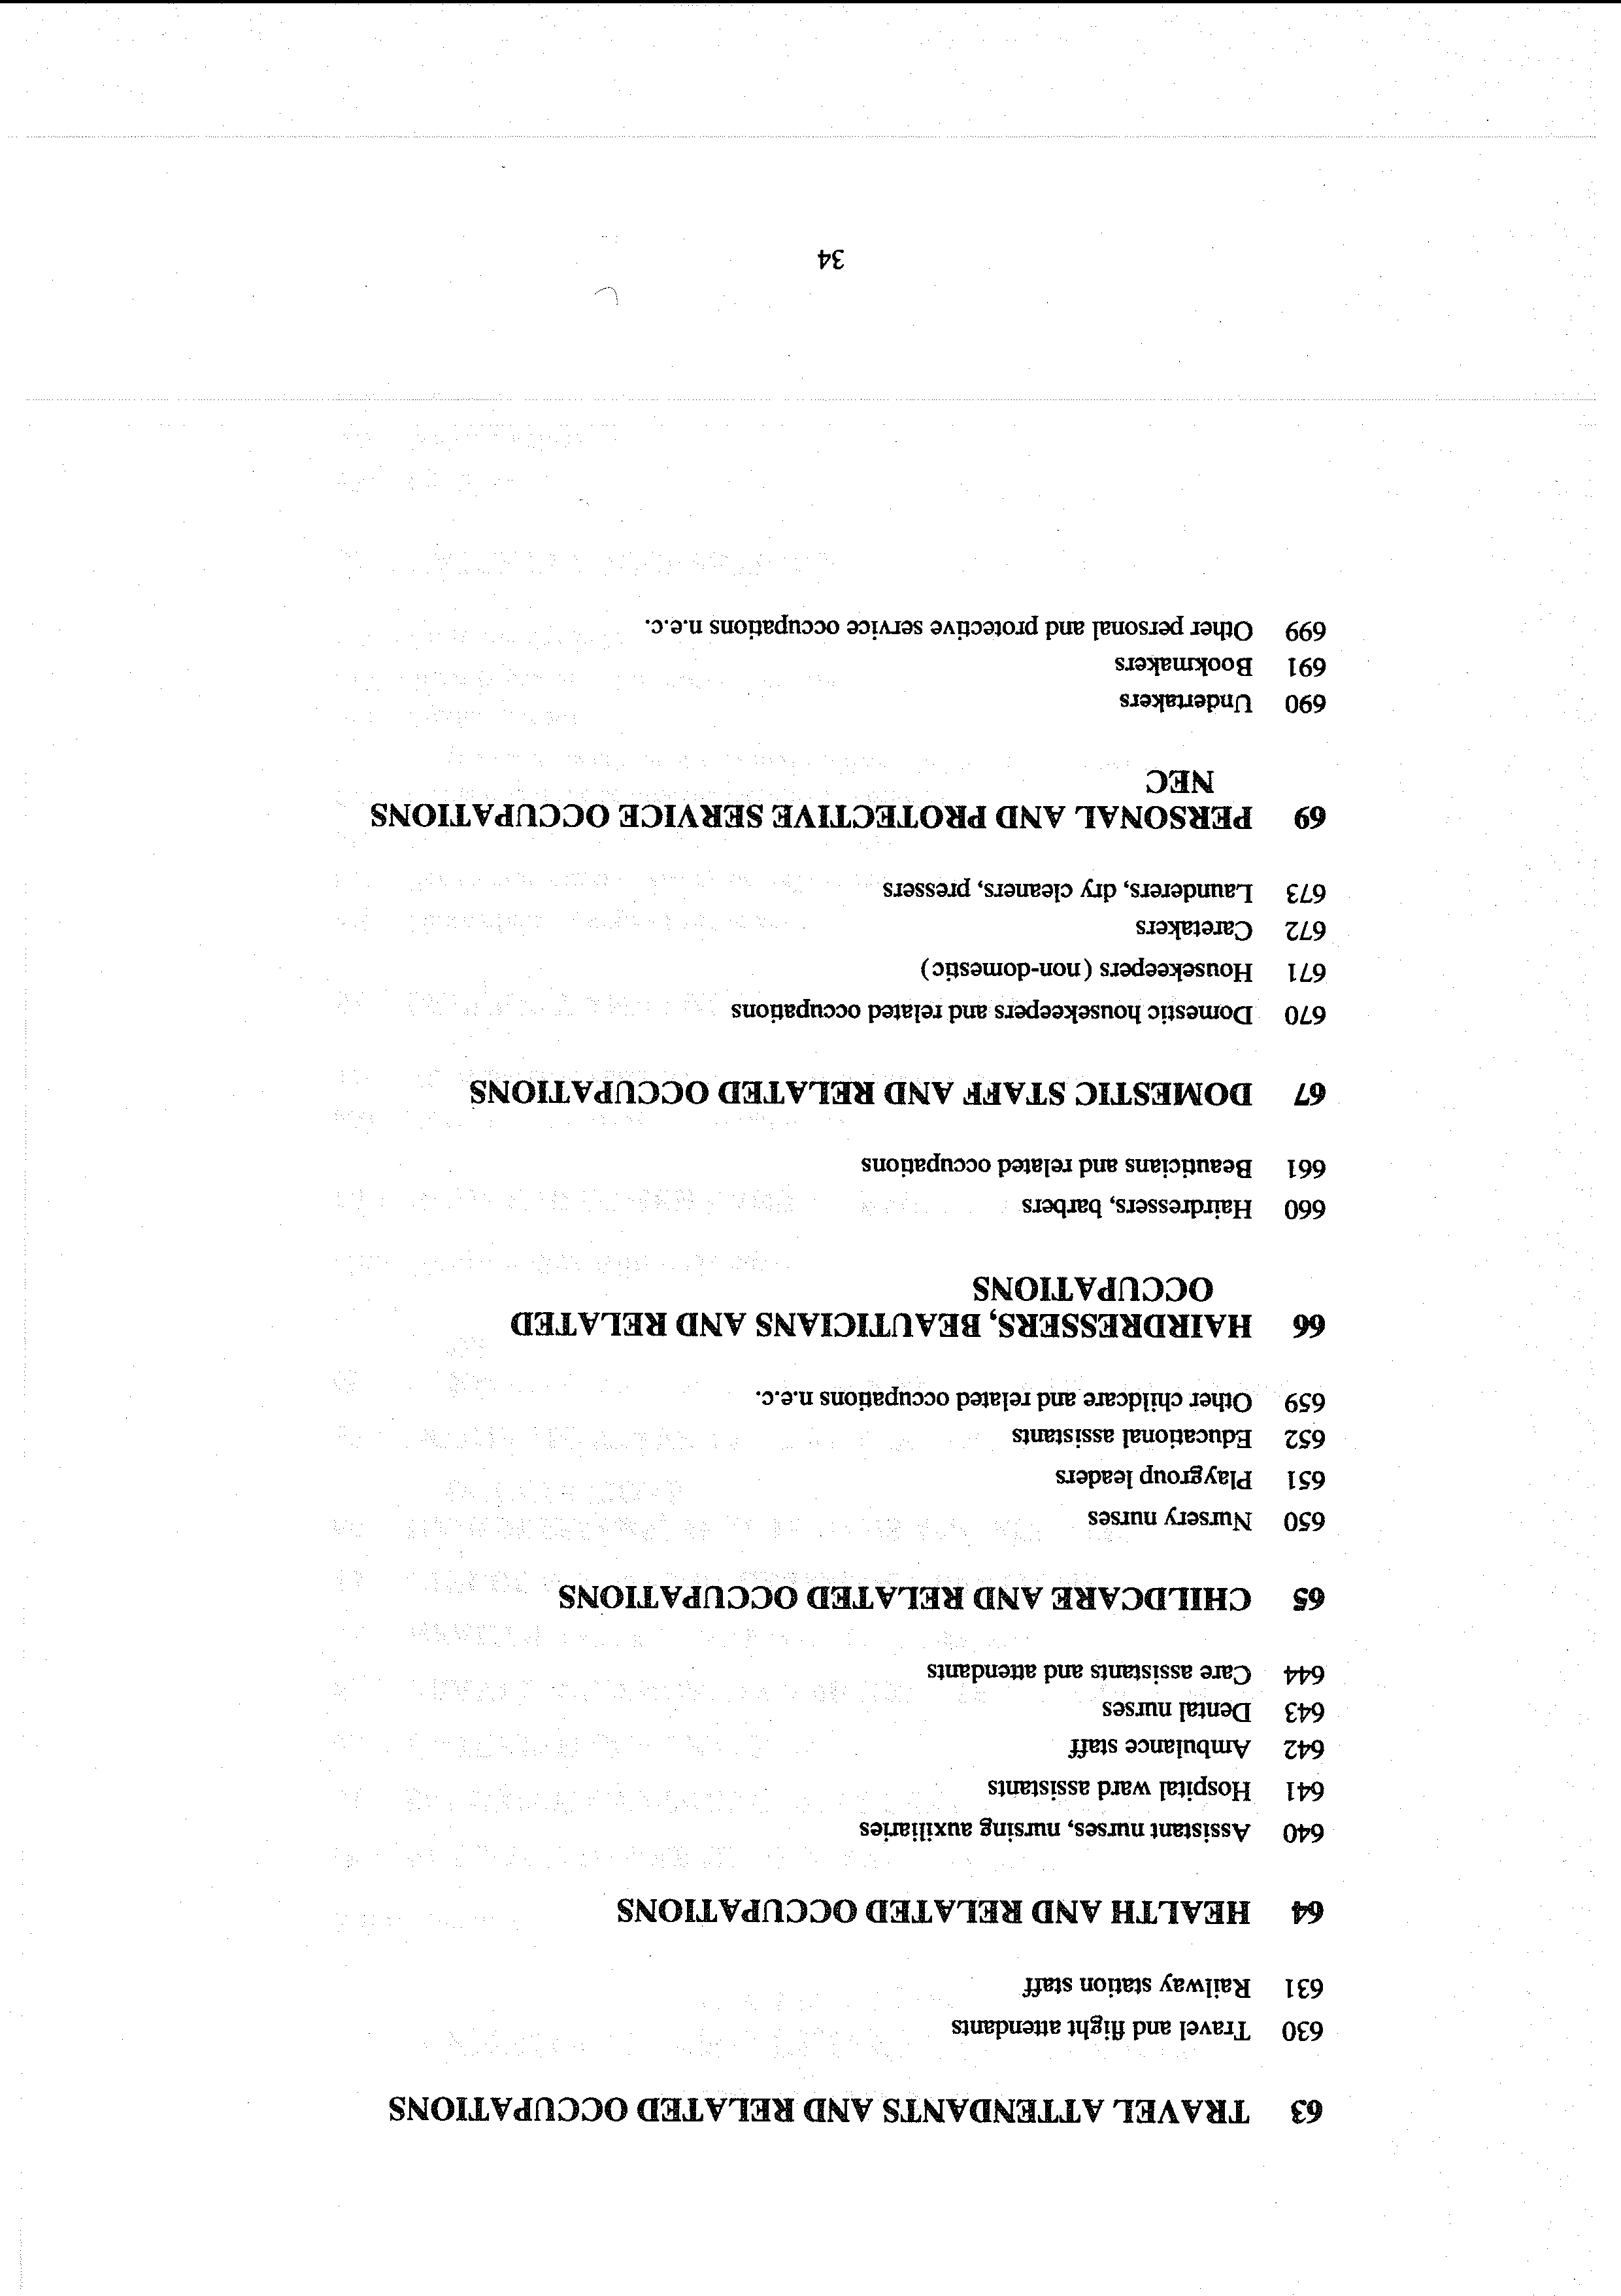 63 TRAVEL ATTENDANTS AND RELATED OCCUPATIONS
630 Travel and flight attendants
631 Railway station staff
64 HEALTH AND RELATED OCCUPATIONS
640 Assistant nurses, nursing auxiliaries
641 Hospital ward assistants
642 Ambulance staff
643 Dental nurses
644 Care assistants and attendants
65 CHILDCARE AND RELATED OCCUPATIONS
650 Nursery nurses
651 Playgroup leaders
652 Educational assistants
659 Other childcare and related occupations n.e.c.
66 HAIRDRESSERS, BEAUTICIANS AND RELATED
OCCUPATIONS
660 Hairdressers, barbers
661 Beauticians and related occupations
67 DOMESTIC STAFF AND RELATED OCCUPATIONS
670 Domestic housekeepers and related occupations
671 Housekeepers (non-domestic)
672 Caretakers
673 Launderers, dry cleaners, pressers
69 PERSONAL AND PROTECTIVE SERVICE OCCUPATIONS
NEC
690 Undertakers
691 Bookmakers
699 Other personal and protective service occupations n.e.c.
34